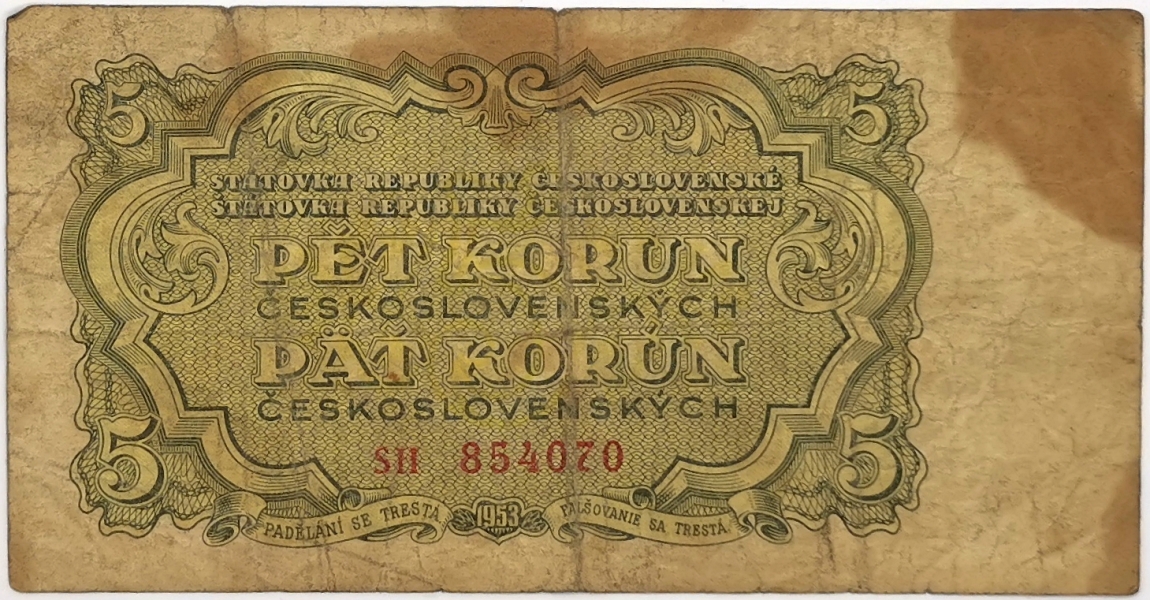 5 5
STÁTOVKA REPUBLIKY ČESKOSLOVENSKÉ
ŠTÁTOVKA REPUBLIKY ČESKOSLOVENSKEJ
PĚT KORUN
ČESKOSLOVENSKÝCH
PÄŤ KORÚN
ČESKOSLOVENSKÝCH
SH 854070
5 5
PADĚLÁNÍ SE TRESTÁ 1953 FALŠOVANIE SA TRESTÁ